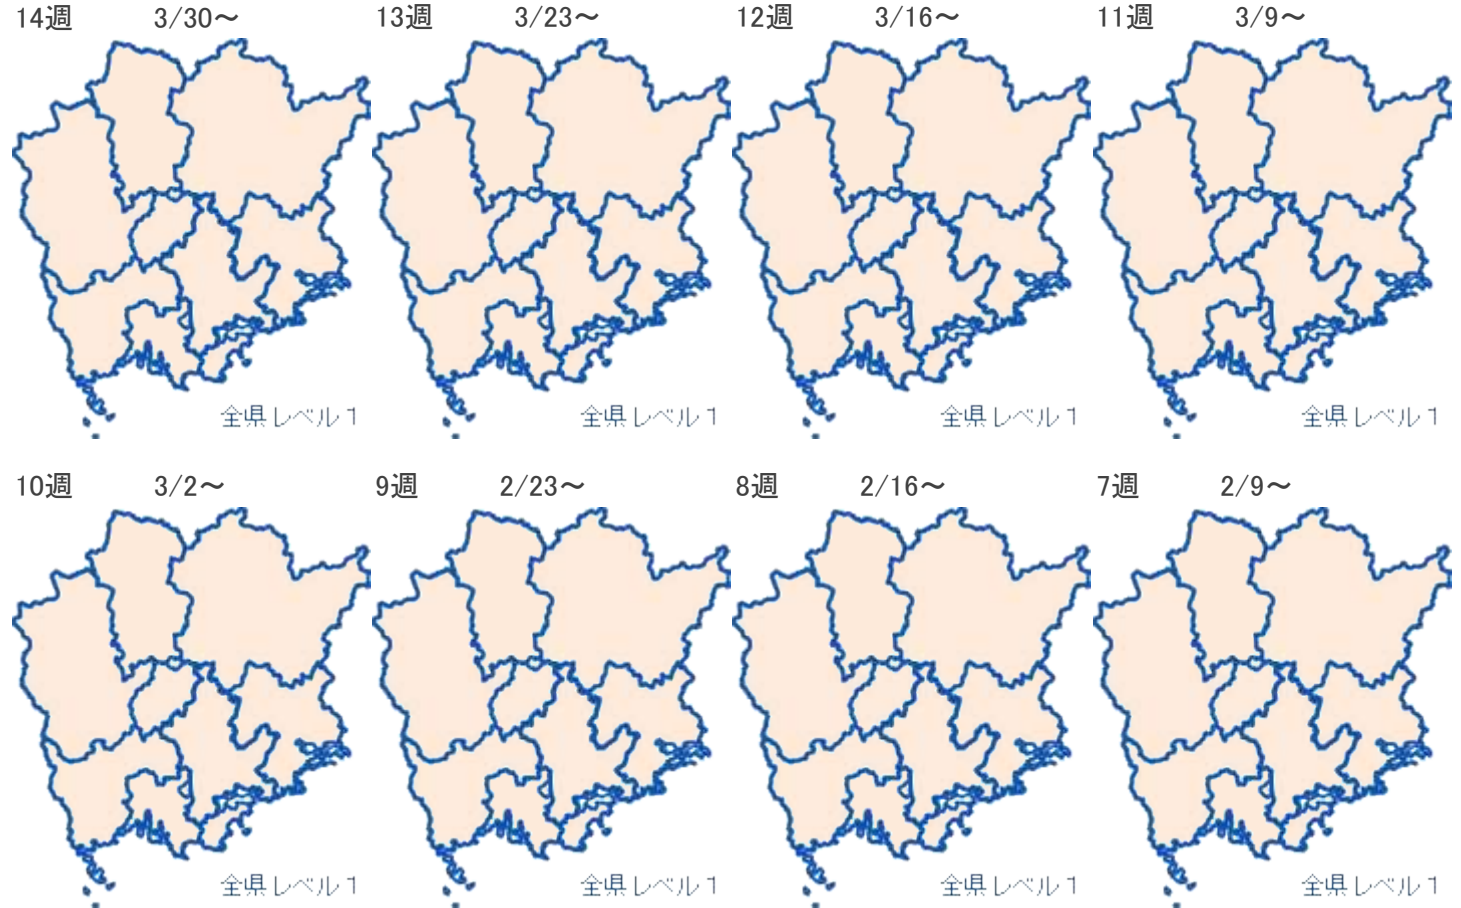 14週 3/30～ 13週 3/23～ 12週 3/16～ 11週 3/9～
全県レベル1 全県レベル1 全県レベル1 全県レベル1
10週 3/2～ 9週 2/23～ 8週 2/16～ 7週 2/9～
全県レベル1 全県レベル1 全県レベル1 全県レベル1